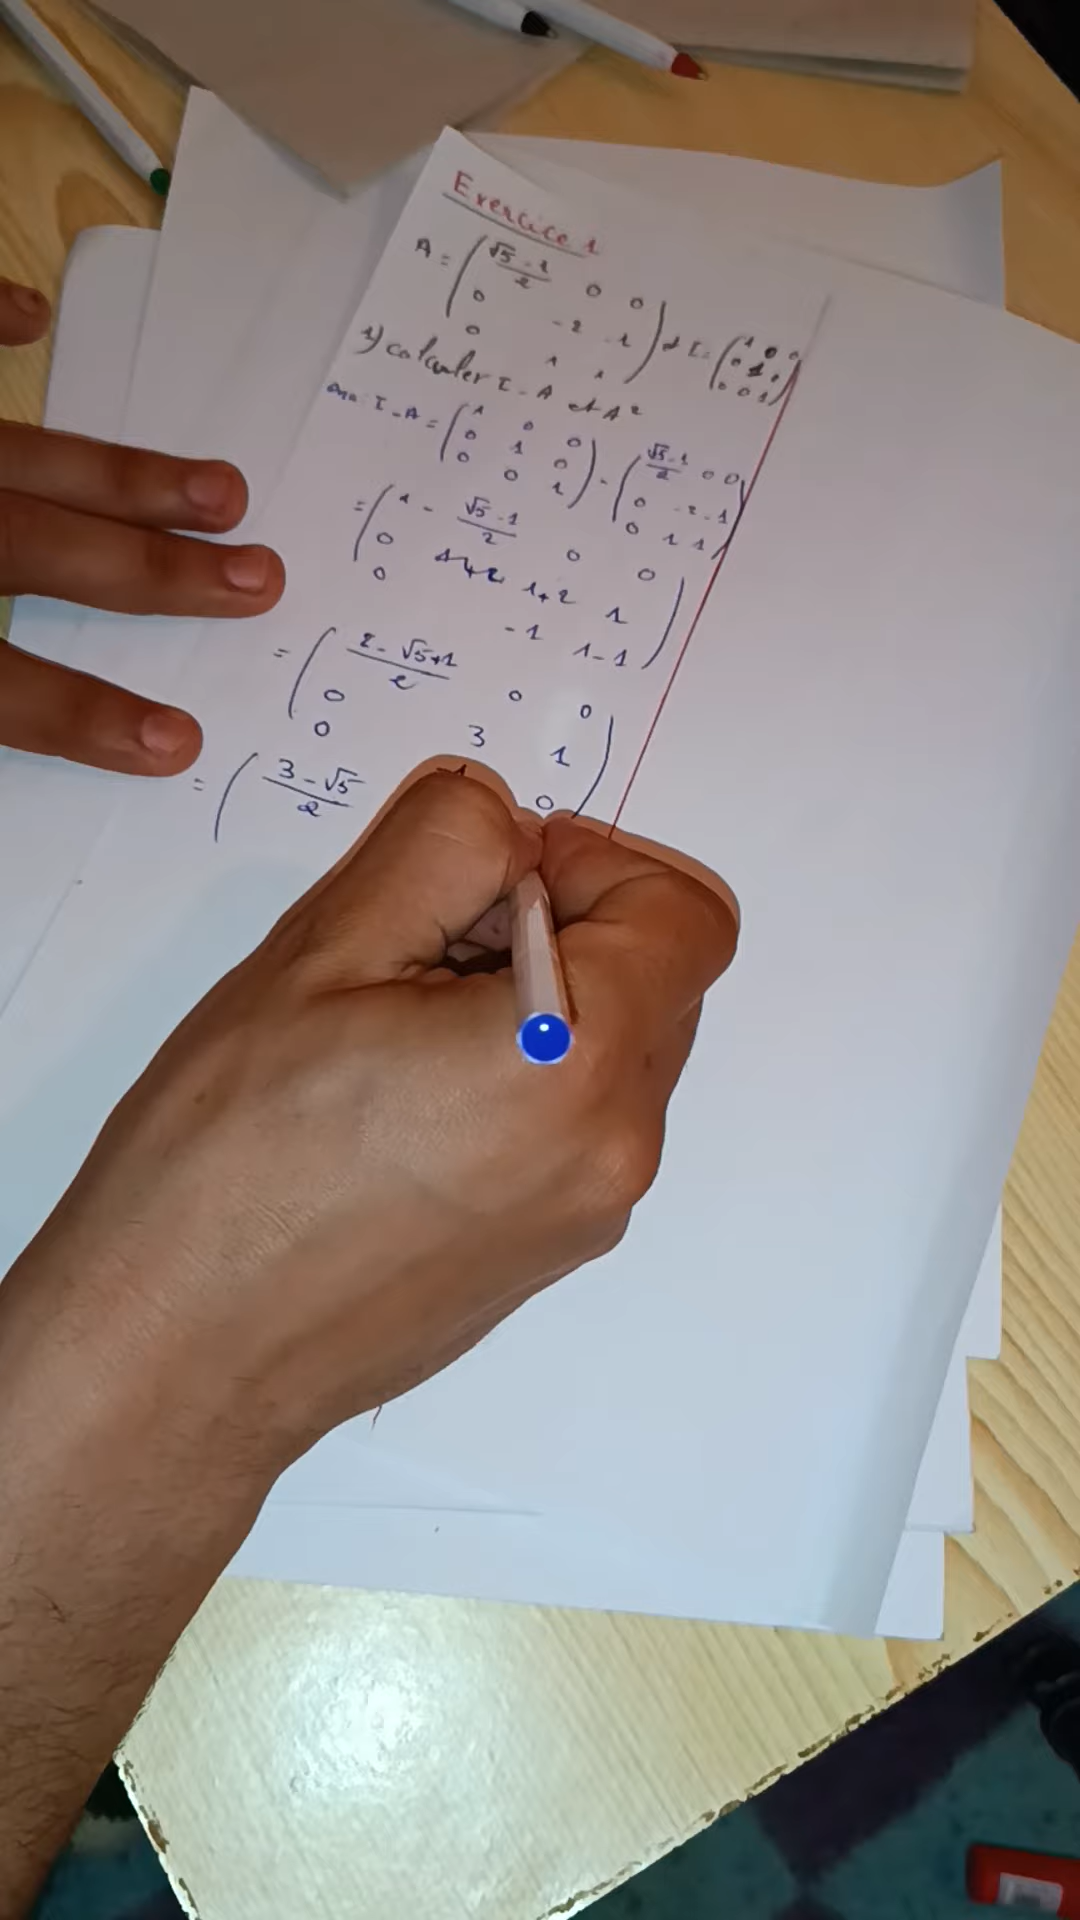 Exercice 1
A = ( (√5 - 1)/2 0 0
0 -2 -1
0 1 1 ) et I = ( 1 0 0
0 1 0
0 0 1 )
1) calculer I - A et A²
I - A = ( 1 0 0
0 1 0
0 0 1 ) - ( (√5 - 1)/2 0 0
0 -2 -1
0 1 1 )
= ( 1 - (√5 - 1)/2 0 0
0 1+2 1
0 -1 1-1 )
= ( (2 - √5+1)/2 0 0
0 3 1
0 -1 0 )
= ( (3 - √5)/2